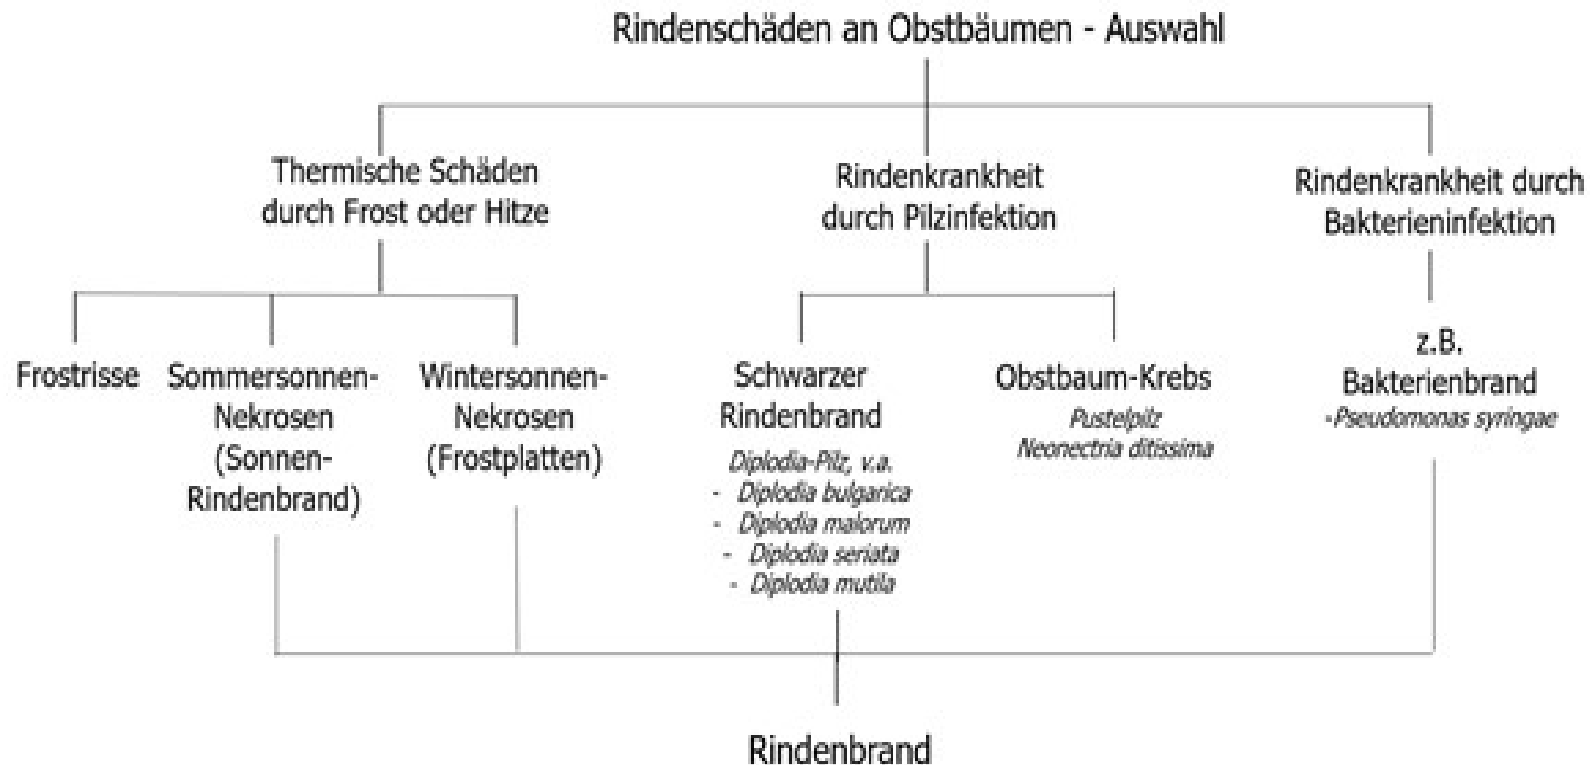 Rindenschäden an Obstbäumen - Auswahl
Thermische Schäden
durch Frost oder Hitze
Rindenkrankheit
durch Pilzinfektion
Rindenkrankheit durch
Bakterieninfektion
Frostrisse
Sommersonnen-
Nekrosen
(Sonnen-
Rindenbrand)
Wintersonnen-
Nekrosen
(Frostplatten)
Schwarzer
Rindenbrand
Diplodia-Pilz, v.a.
- Diplodia bulgarica
- Diplodia malorum
- Diplodia seriata
- Diplodia mutila
Obstbaum-Krebs
Pustelpilz
Neonectria ditissima
z.B.
Bakterienbrand
-Pseudomonas syringae
Rindenbrand